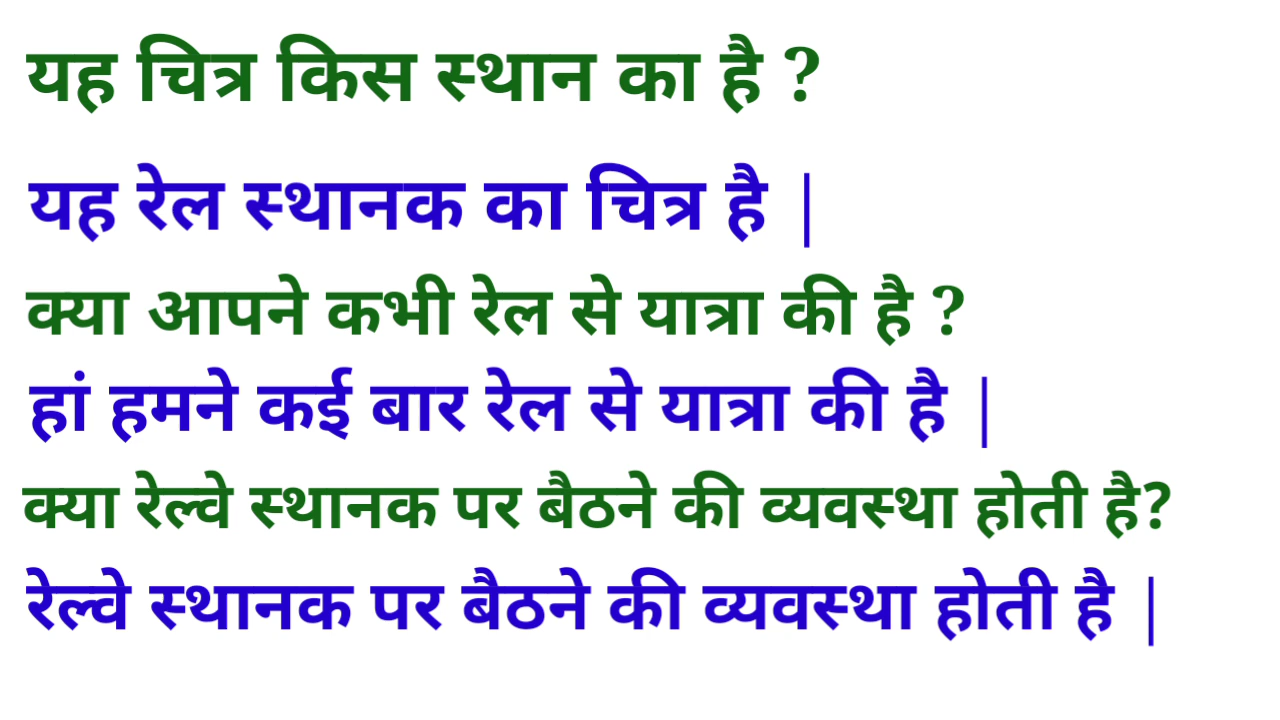 यह चित्र किस स्थान का है ?
यह रेल स्थानक का चित्र है |
क्या आपने कभी रेल से यात्रा की है ?
हां हमने कई बार रेल से यात्रा की है |
क्या रेल्वे स्थानक पर बैठने की व्यवस्था होती है?
रेल्वे स्थानक पर बैठने की व्यवस्था होती है |